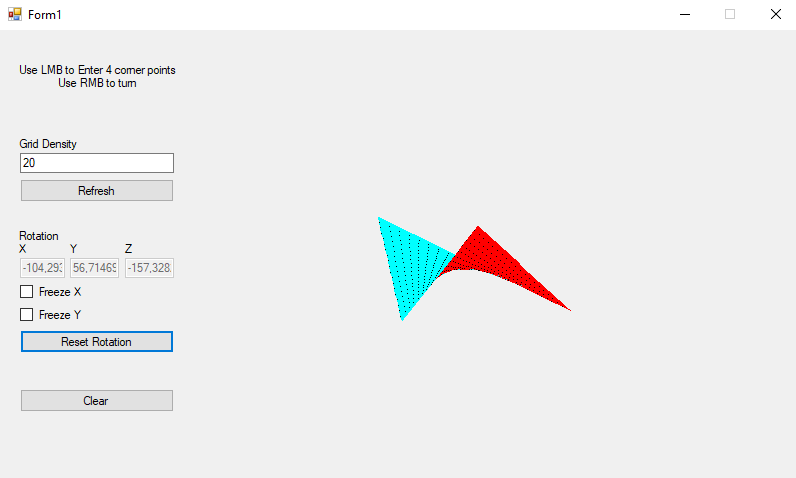 Form1
Use LMB to Enter 4 corner points
Use RMB to turn
Grid Density
20
Refresh
Rotation
X Y Z
-104,293 56,71469 -157,328
Freeze X
Freeze Y
Reset Rotation
Clear